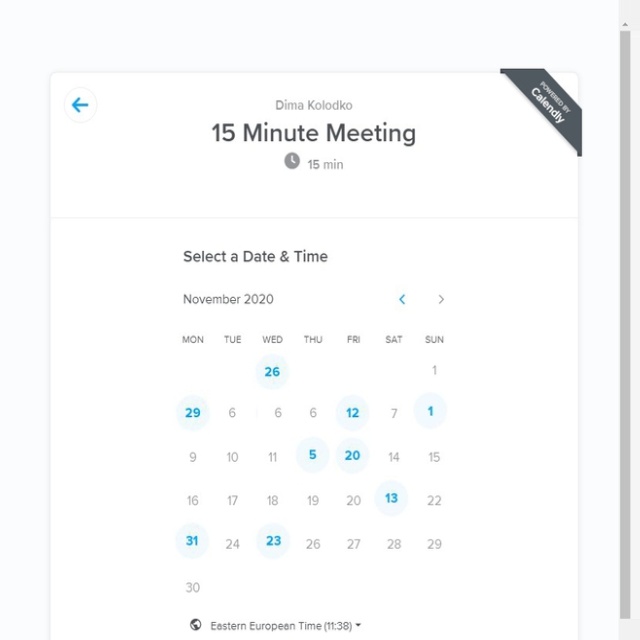 POWERED BY
Calendly
Dima Kolodko
15 Minute Meeting
15 min
Select a Date & Time
November 2020
MON TUE WED THU FRI SAT SUN
26 1
29 6 6 6 12 7 1
9 10 11 5 20 14 15
16 17 18 19 20 13 22
31 24 23 26 27 28 29
30
Eastern European Time (11:38)